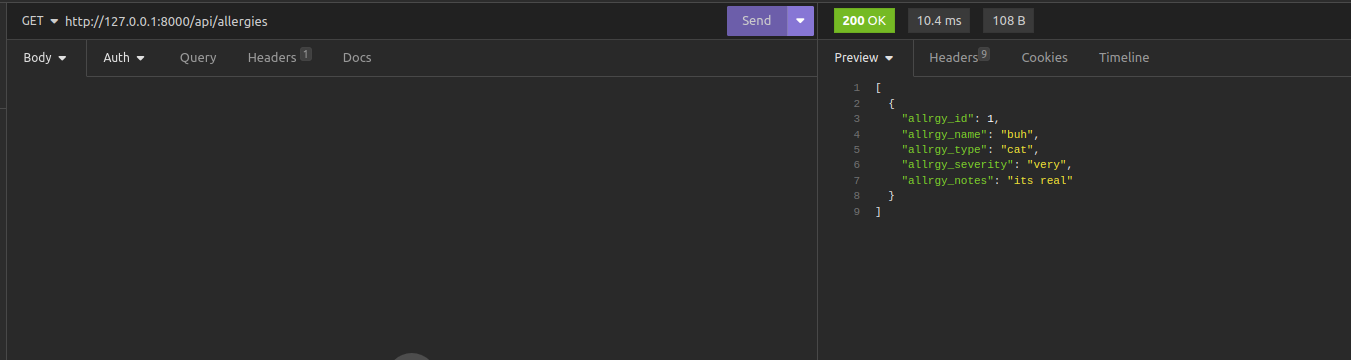 GET http://127.0.0.1:8000/api/allergies Send 200 OK 10.4 ms 108 B
Body Auth Query Headers 1 Docs Preview Headers 9 Cookies Timeline
1 [
2 {
3 "allrgy_id": 1,
4 "allrgy_name": "buh",
5 "allrgy_type": "cat",
6 "allrgy_severity": "very",
7 "allrgy_notes": "its real"
8 }
9 ]